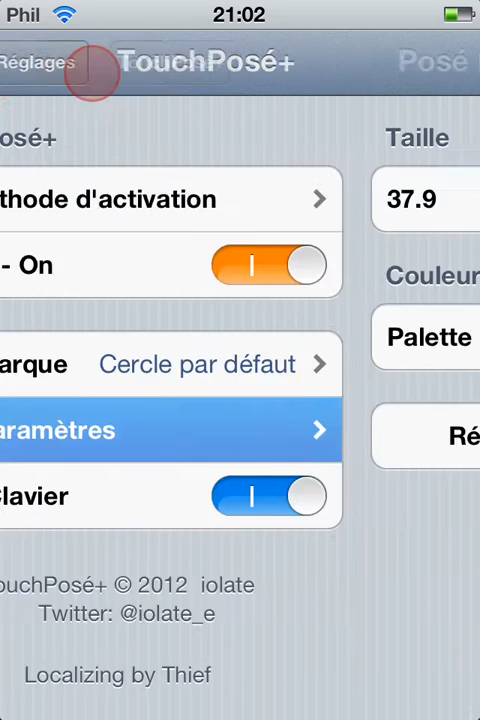 Phil 21:02
Réglages TouchPosé+ Posé
osé+
thode d'activation
- On
arque Cercle par défaut
aramètres
Clavier
ouchPosé+ © 2012 iolate
Twitter: @iolate_e
Localizing by Thief
Taille
37.9
Couleur
Palette
Ré